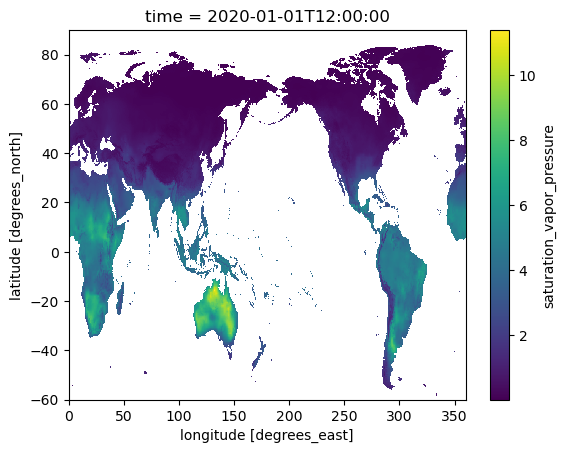 time = 2020-01-01T12:00:00
80
60
40
20
0
−20
−40
−60
latitude [degrees_north]
0 50 100 150 200 250 300 350
longitude [degrees_east]
10
8
6
4
2
saturation_vapor_pressure